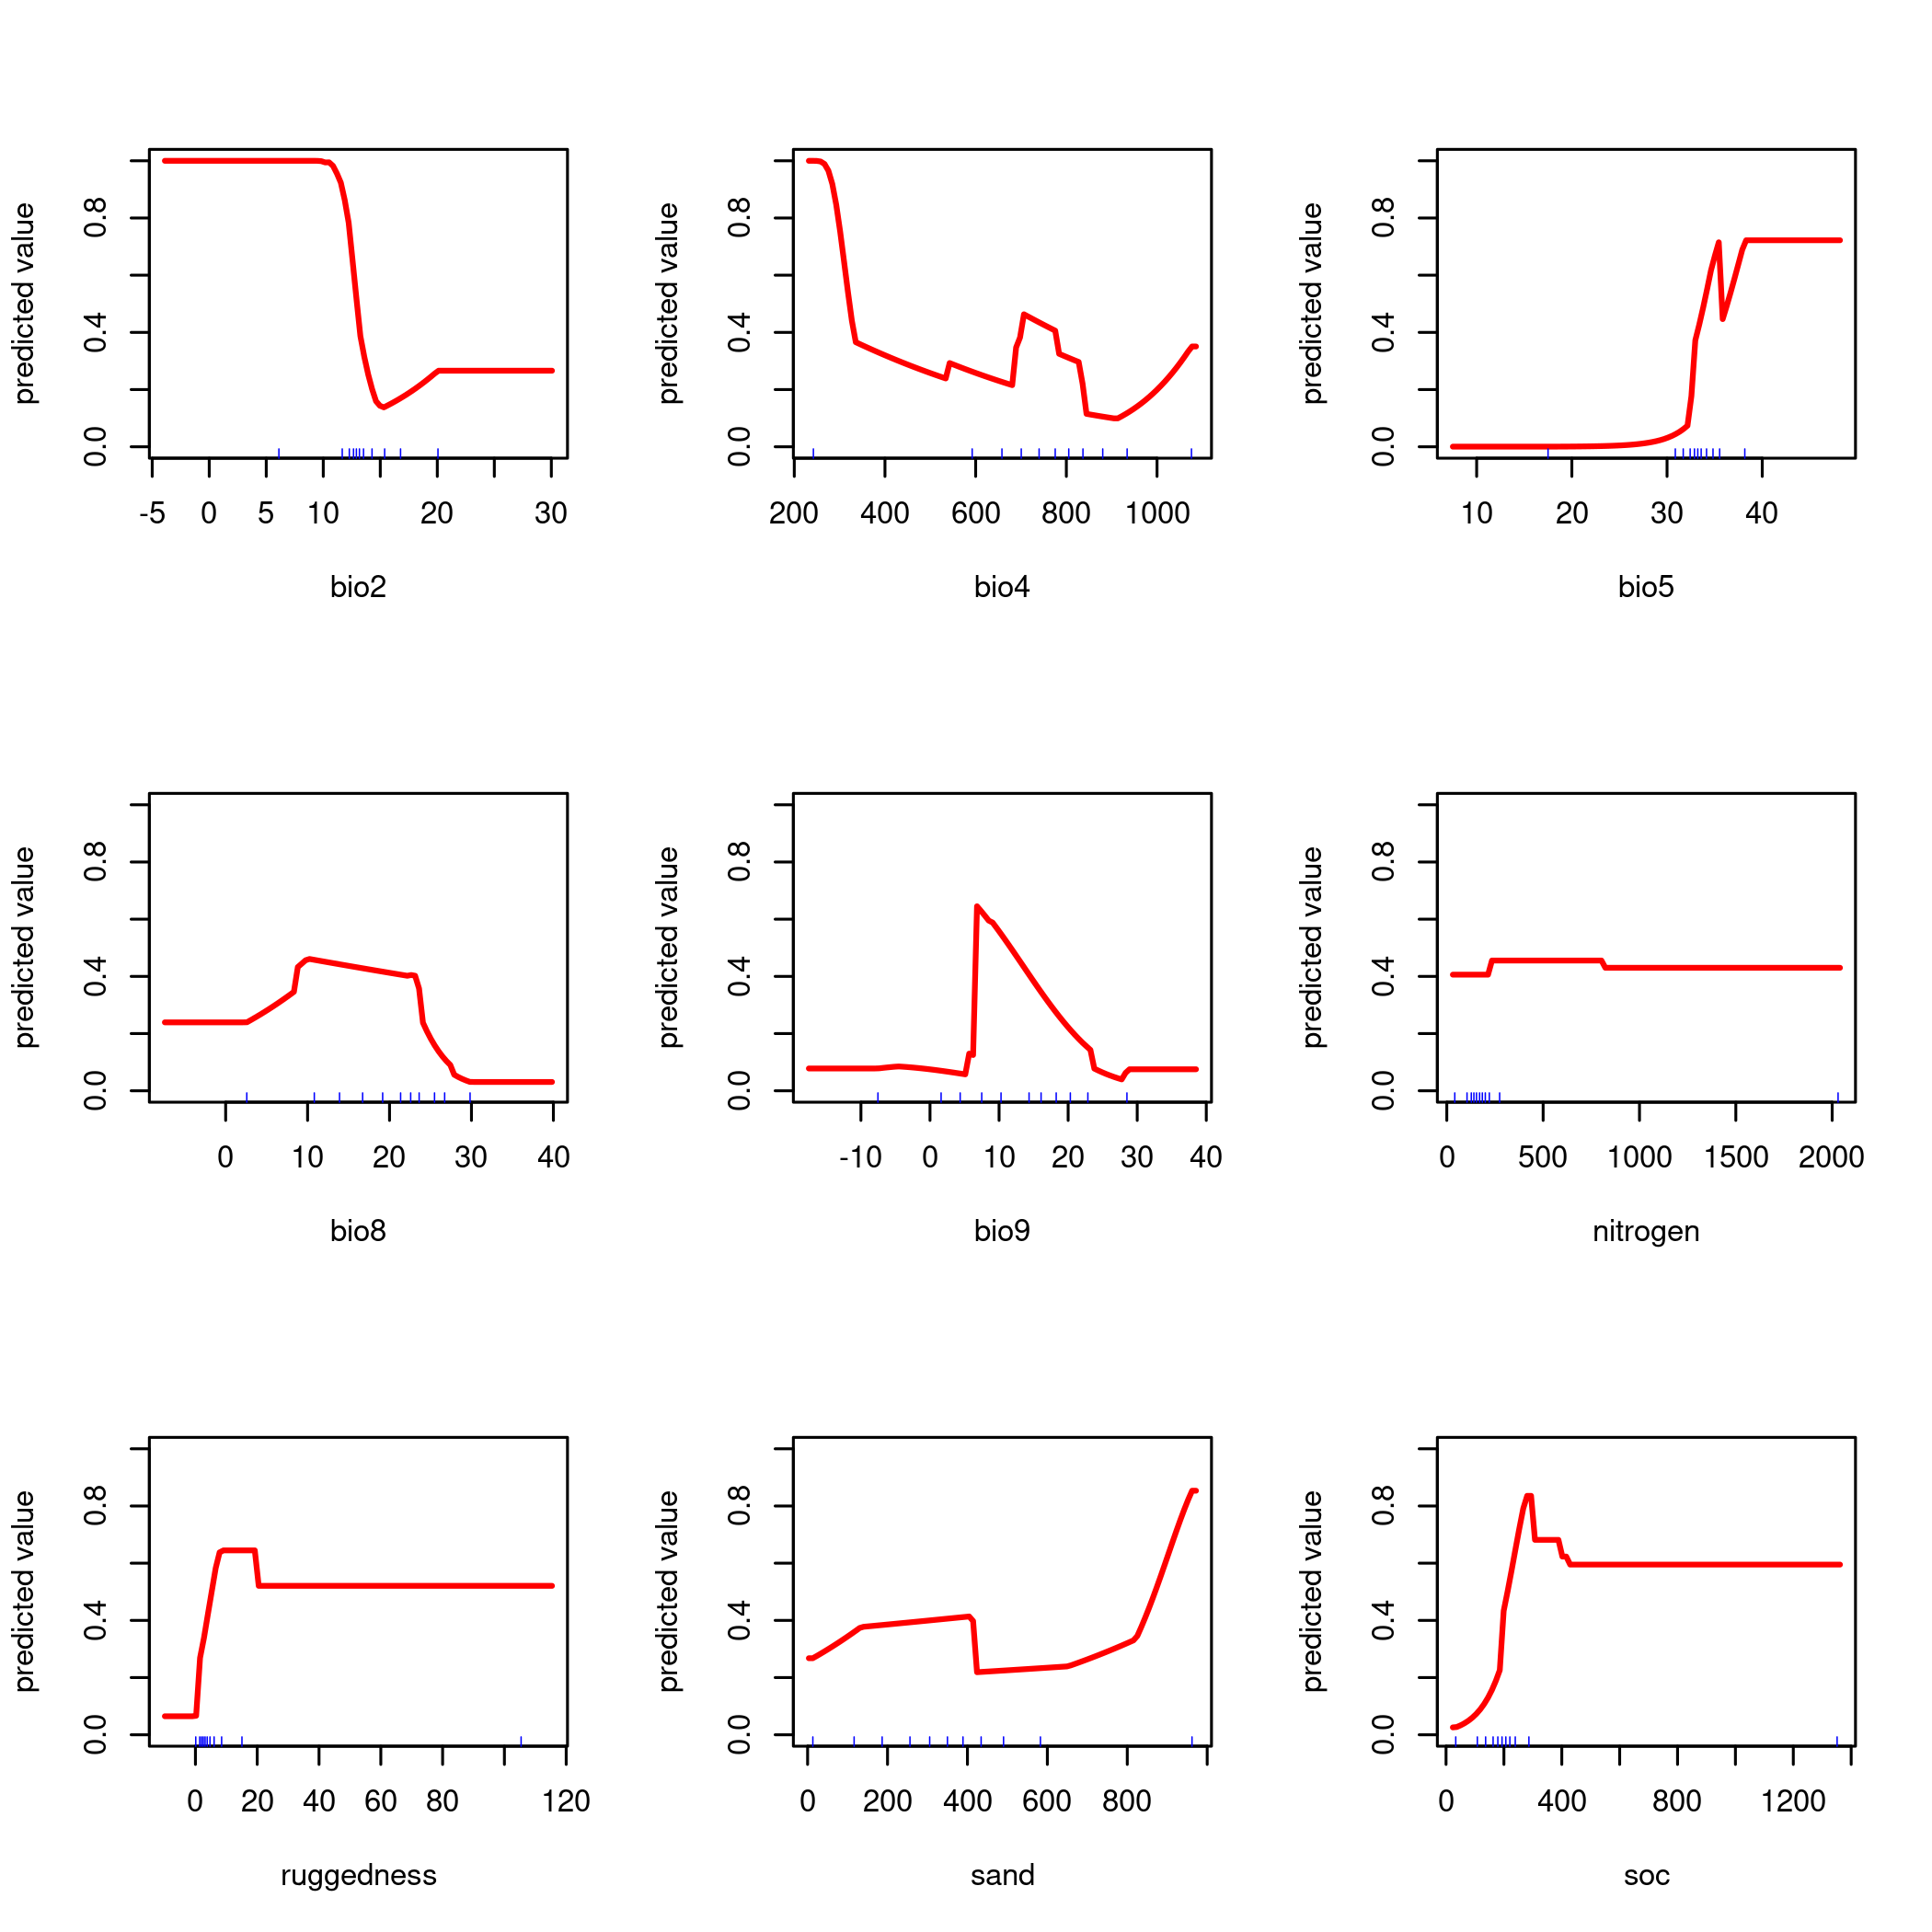 predicted value
0.0 0.4 0.8
-5 0 5 10 20 30
bio2
predicted value
0.0 0.4 0.8
200 400 600 800 1000
bio4
predicted value
0.0 0.4 0.8
10 20 30 40
bio5
predicted value
0.0 0.4 0.8
0 10 20 30 40
bio8
predicted value
0.0 0.4 0.8
-10 0 10 20 30 40
bio9
predicted value
0.0 0.4 0.8
0 500 1000 1500 2000
nitrogen
predicted value
0.0 0.4 0.8
0 20 40 60 80 120
ruggedness
predicted value
0.0 0.4 0.8
0 200 400 600 800
sand
predicted value
0.0 0.4 0.8
0 400 800 1200
soc